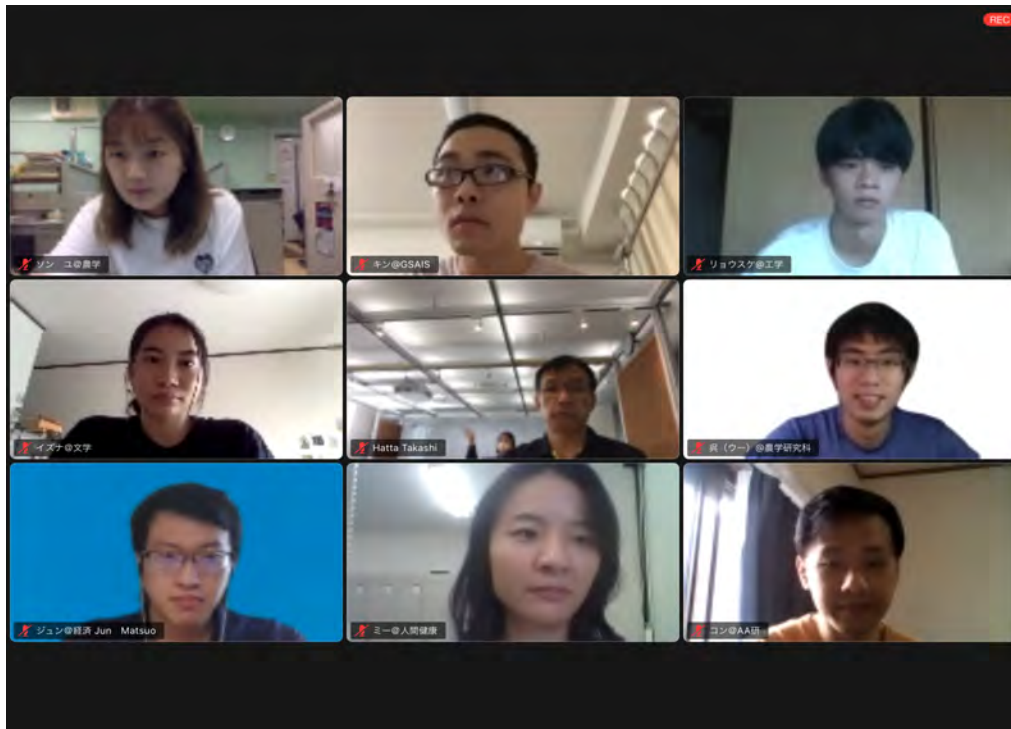 REC
ソン ユ@農学
キン@GSAIS
リョウスケ@工学
イズナ@文学
Hatta Takashi
呉（ウー）@農学研究科
ジュン@経済 Jun Matsuo
ミー@人間健康
コン@AA研